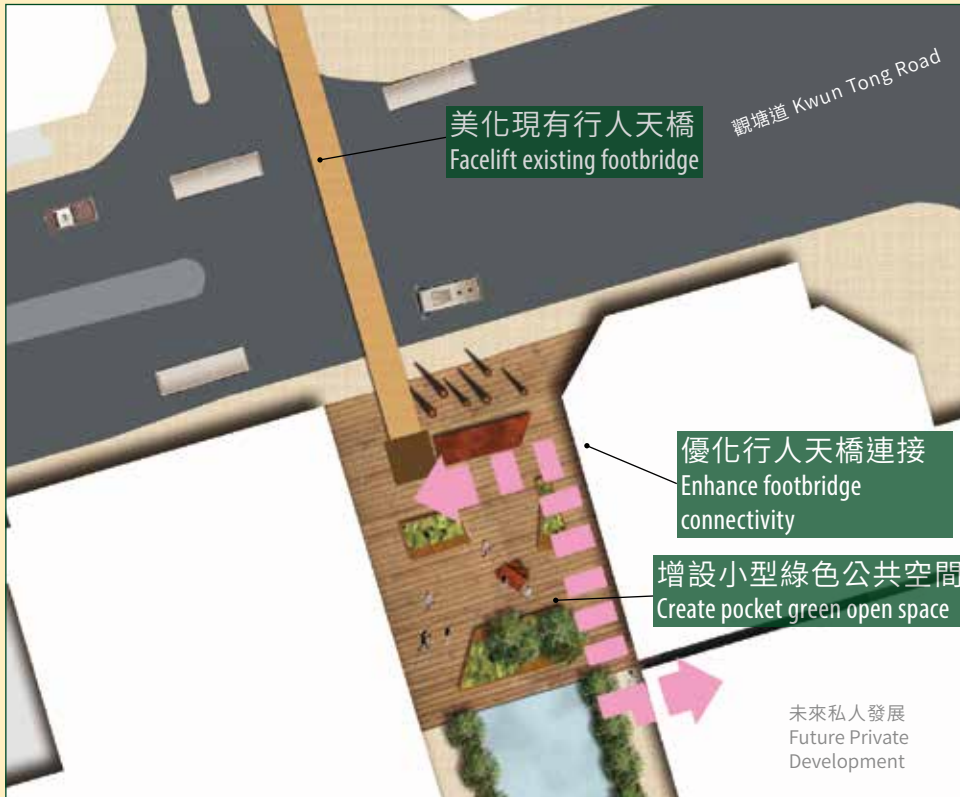 觀塘道 Kwun Tong Road
美化現有行人天橋
Facelift existing footbridge
優化行人天橋連接
Enhance footbridge
connectivity
增設小型綠色公共空間
Create pocket green open space
未來私人發展
Future Private
Development